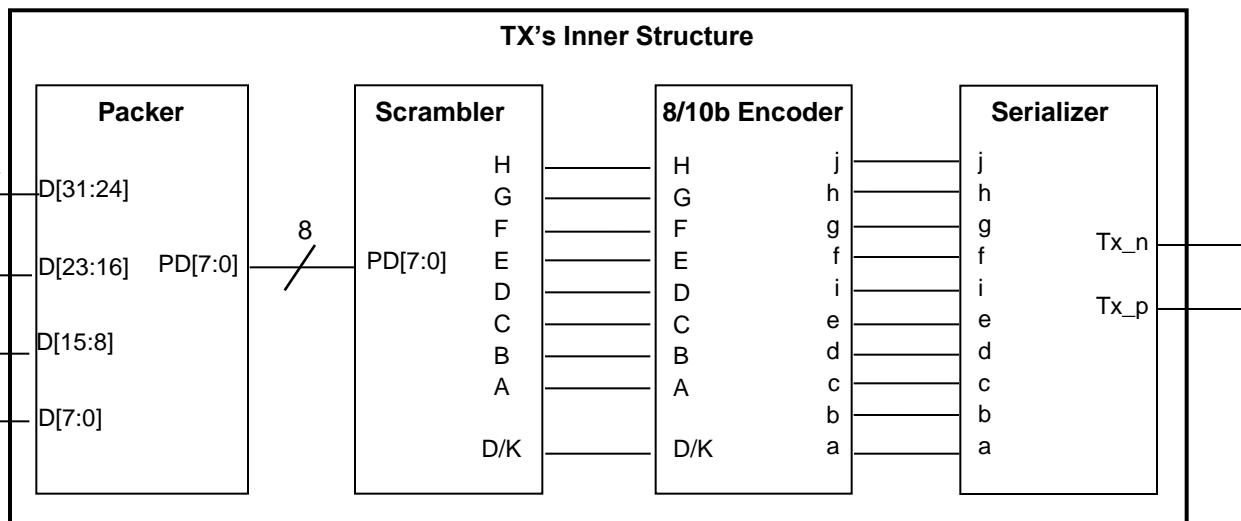 TX's Inner Structure
Packer
D[31:24]
D[23:16]
PD[7:0]
D[15:8]
D[7:0]
8
Scrambler
PD[7:0]
H
G
F
E
D
C
B
A
D/K
8/10b Encoder
H
G
F
E
D
C
B
A
D/K
j
h
g
f
i
e
d
c
b
a
Serializer
j
h
g
f
i
e
d
c
b
a
Tx_n
Tx_p